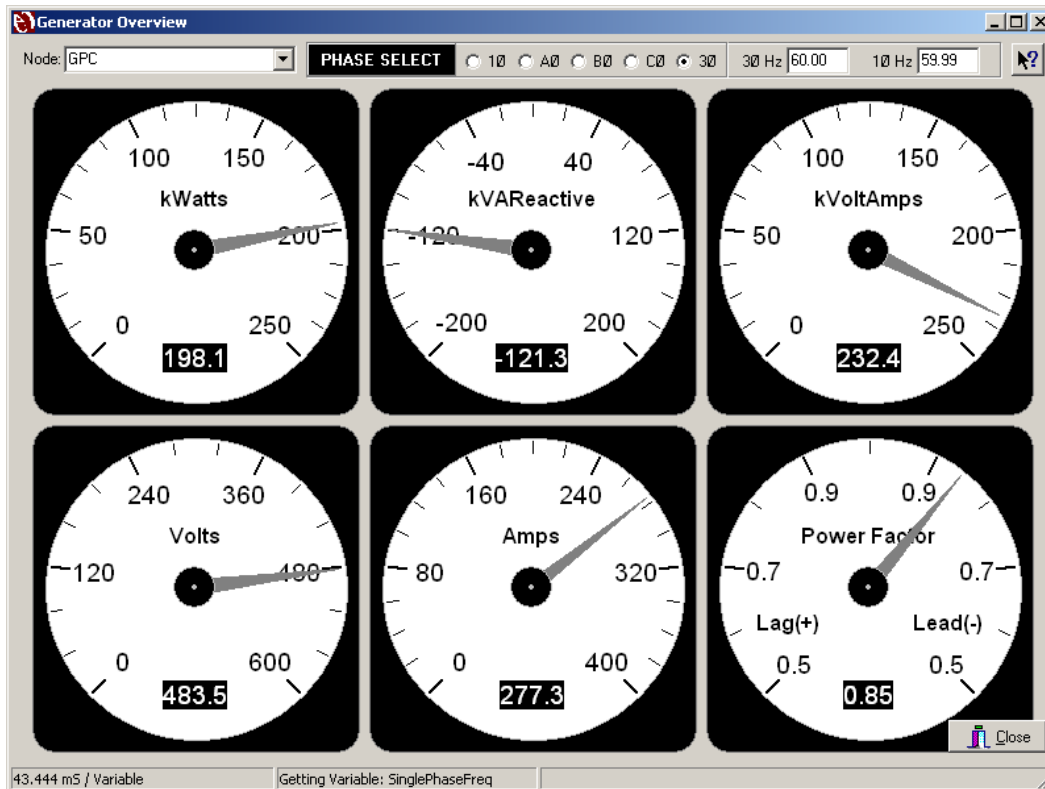 Generator Overview
Node: GPC PHASE SELECT 1Ø AØ BØ CØ 3Ø 3Ø Hz 60.00 1Ø Hz 59.99
100 150
kWatts
50 200
0 250
198.1
-40 40
kVAReactive
-120 120
-200 200
-121.3
100 150
kVoltAmps
50 200
0 250
232.4
240 360
Volts
120 480
0 600
483.5
160 240
Amps
80 320
0 400
277.3
0.9 0.9
Power Factor
0.7 0.7
Lag(+) Lead(-)
0.5 0.5
0.85
Close
43.444 mS / Variable Getting Variable: SinglePhaseFreq